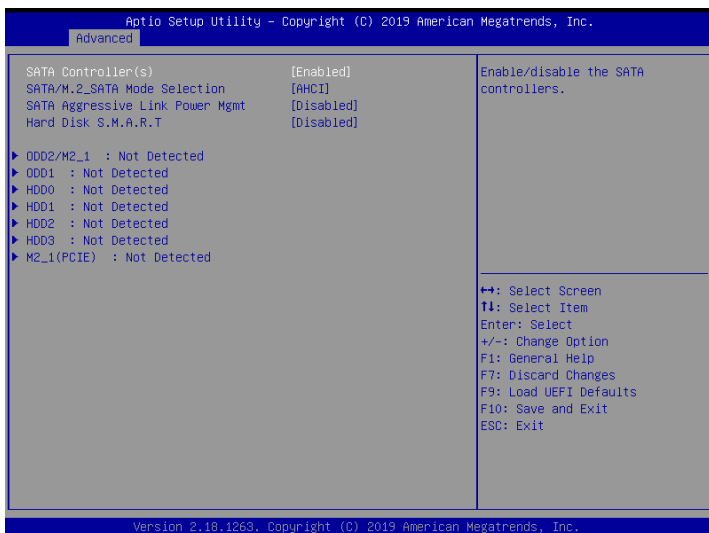 Aptio Setup Utility – Copyright (C) 2019 American Megatrends, Inc.
Advanced
SATA Controller(s) [Enabled]
SATA/M.2_SATA Mode Selection [AHCI]
SATA Aggressive Link Power Mgmt [Disabled]
Hard Disk S.M.A.R.T [Disabled]
ODD2/M2_1 : Not Detected
ODD1 : Not Detected
HDD0 : Not Detected
HDD1 : Not Detected
HDD2 : Not Detected
HDD3 : Not Detected
M2_1(PCIE) : Not Detected
Enable/disable the SATA
controllers.
↔: Select Screen
↑↓: Select Item
Enter: Select
+/-: Change Option
F1: General Help
F7: Discard Changes
F9: Load UEFI Defaults
F10: Save and Exit
ESC: Exit
Version 2.18.1263. Copyright (C) 2019 American Megatrends, Inc.